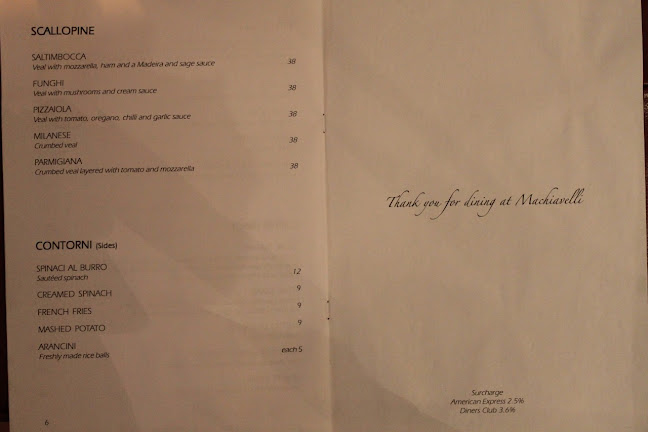 SCALLOPINE
SALTIMBOCCA
Veal with mozzarella, ham and a Madeira and sage sauce 38
FUNGHI
Veal with mushrooms and cream sauce 38
PIZZAIOLA
Veal with tomato, oregano, chilli and garlic sauce 38
MILANESE
Crumbed veal 38
PARMIGIANA
Crumbed veal layered with tomato and mozzarella 38
CONTORNI (Sides)
SPINACI AL BURRO
Sautéed spinach 12
CREAMED SPINACH 9
FRENCH FRIES 9
MASHED POTATO 9
ARANCINI
Freshly made rice balls each 5
6
Thank you for dining at Machiavelli
Surcharge
American Express 2.5%
Diners Club 3.6%